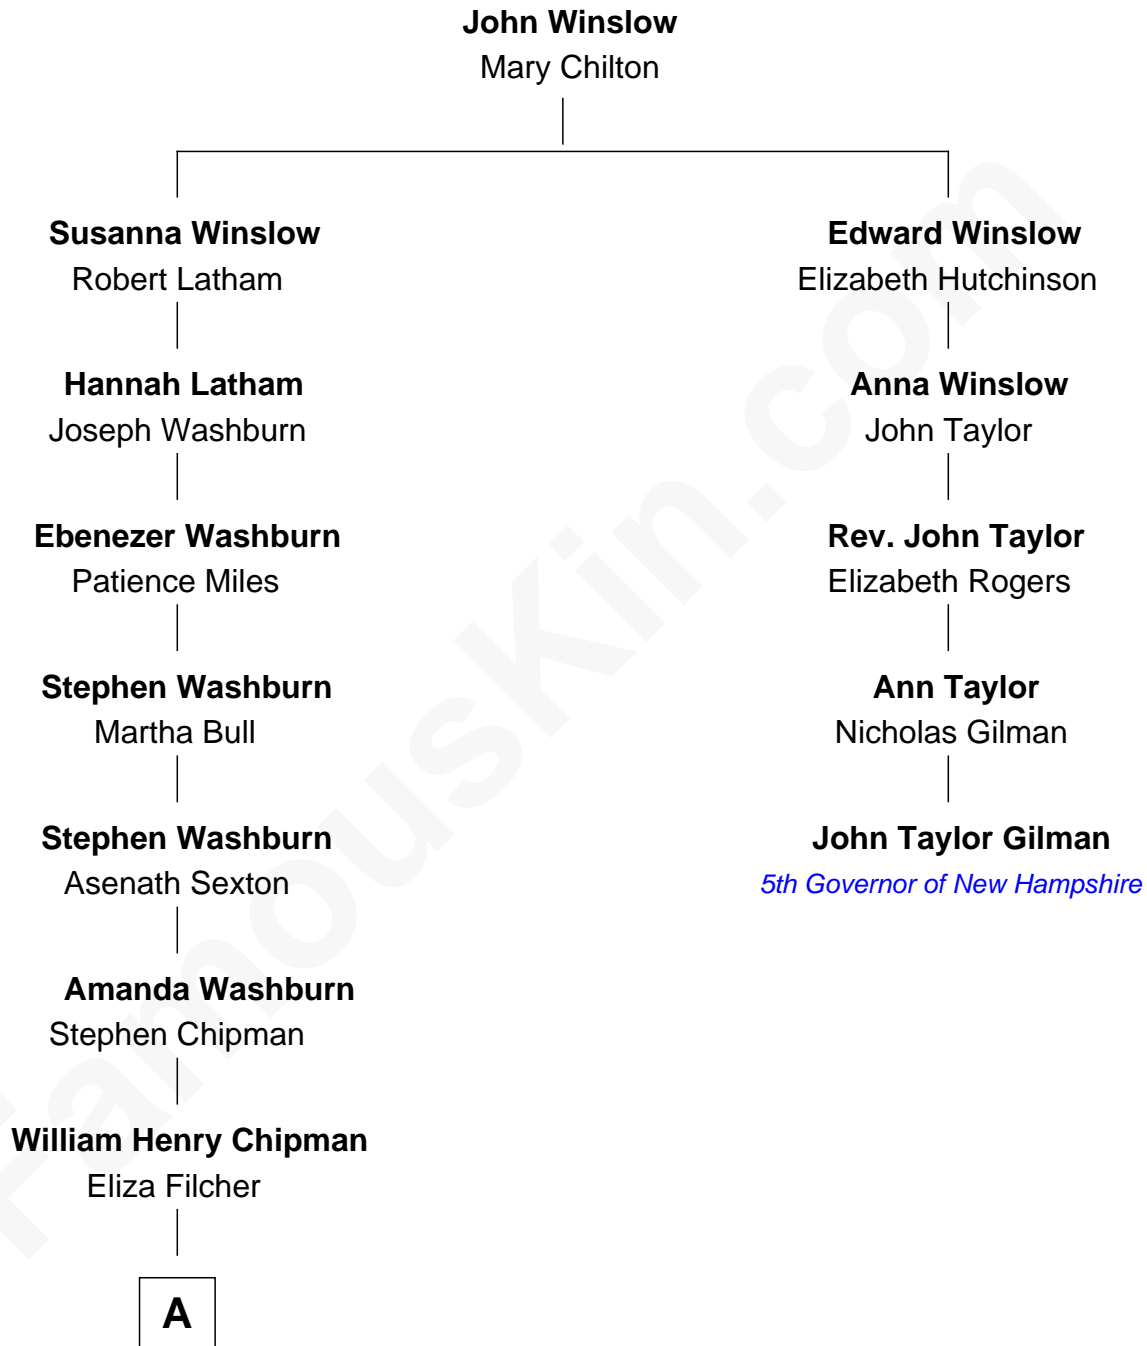 John Winslow
Mary Chilton
Susanna Winslow
Robert Latham
Edward Winslow
Elizabeth Hutchinson
Hannah Latham
Joseph Washburn
Anna Winslow
John Taylor
Ebenezer Washburn
Patience Miles
Rev. John Taylor
Elizabeth Rogers
Stephen Washburn
Martha Bull
Ann Taylor
Nicholas Gilman
Stephen Washburn
Asenath Sexton
John Taylor Gilman
5th Governor of New Hampshire
Amanda Washburn
Stephen Chipman
William Henry Chipman
Eliza Filcher
A
FamousKin.com